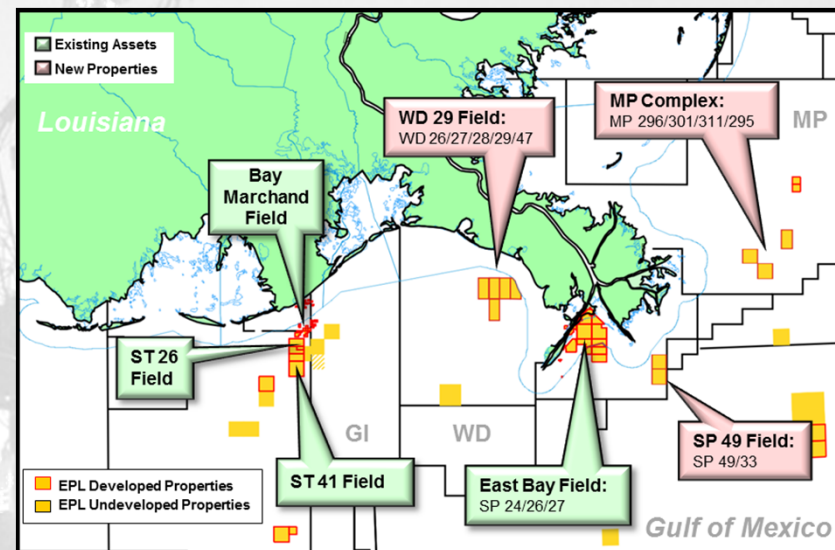 Existing Assets
New Properties
Louisiana
WD 29 Field:
WD 26/27/28/29/47
MP Complex:
MP 296/301/311/295
MP
Bay
Marchand
Field
ST 26
Field
GI
WD
ST 41 Field
East Bay Field:
SP 24/26/27
SP 49 Field:
SP 49/33
EPL Developed Properties
EPL Undeveloped Properties
Gulf of Mexico